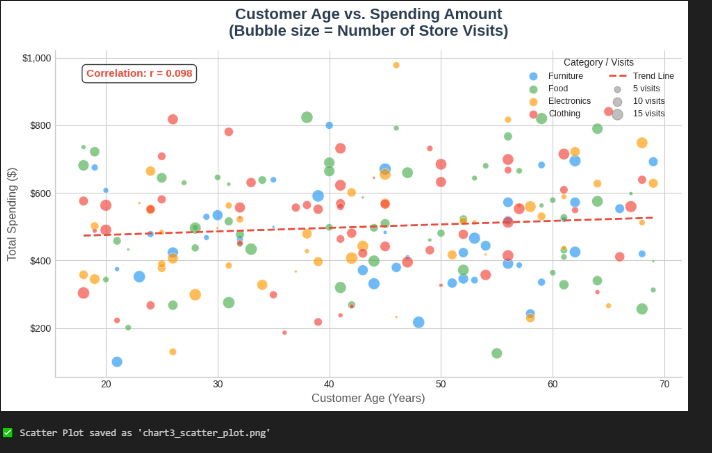 Customer Age vs. Spending Amount
(Bubble size = Number of Store Visits)
Correlation: r = 0.098
Category / Visits
Furniture
Food
Electronics
Clothing
Trend Line
5 visits
10 visits
15 visits
Total Spending ($)
$1,000
$800
$600
$400
$200
20 30 40 50 60 70
Customer Age (Years)
✅ Scatter Plot saved as 'chart3_scatter_plot.png'